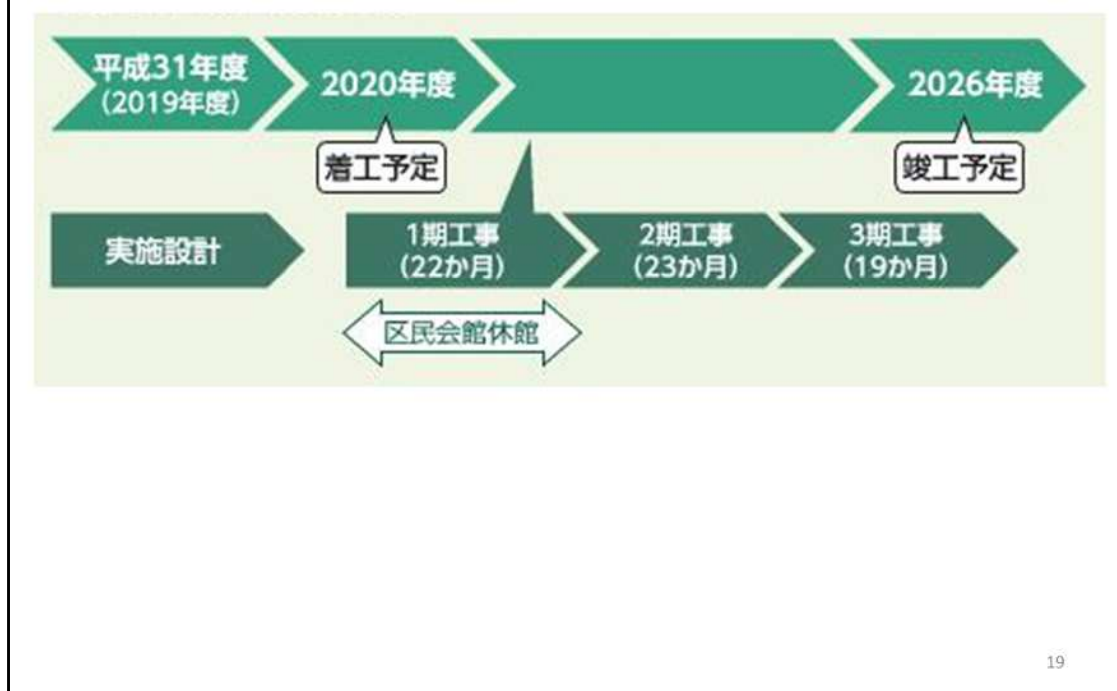 平成31年度
(2019年度)
2020年度
2026年度
着工予定
竣工予定
実施設計
1期工事
(22か月)
2期工事
(23か月)
3期工事
(19か月)
区民会館休館
19